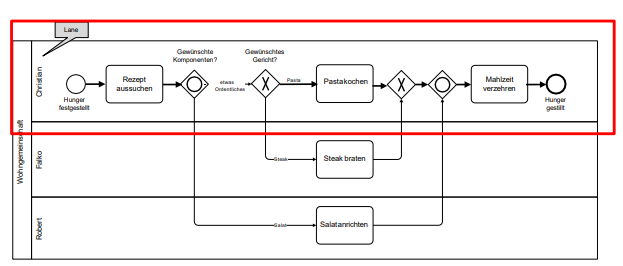 Lane
Wohngemeinschaft
Christian
Hunger
festgestellt
Rezept
aussuchen
Gewünschte
Komponenten?
etwas
Ordentliches
Gewünschtes
Gericht?
X
Pasta
Pastakochen
X
Mahlzeit
verzehren
Hunger
gestillt
Falko
Steak
Steak braten
Robert
Salat
Salatanrichten